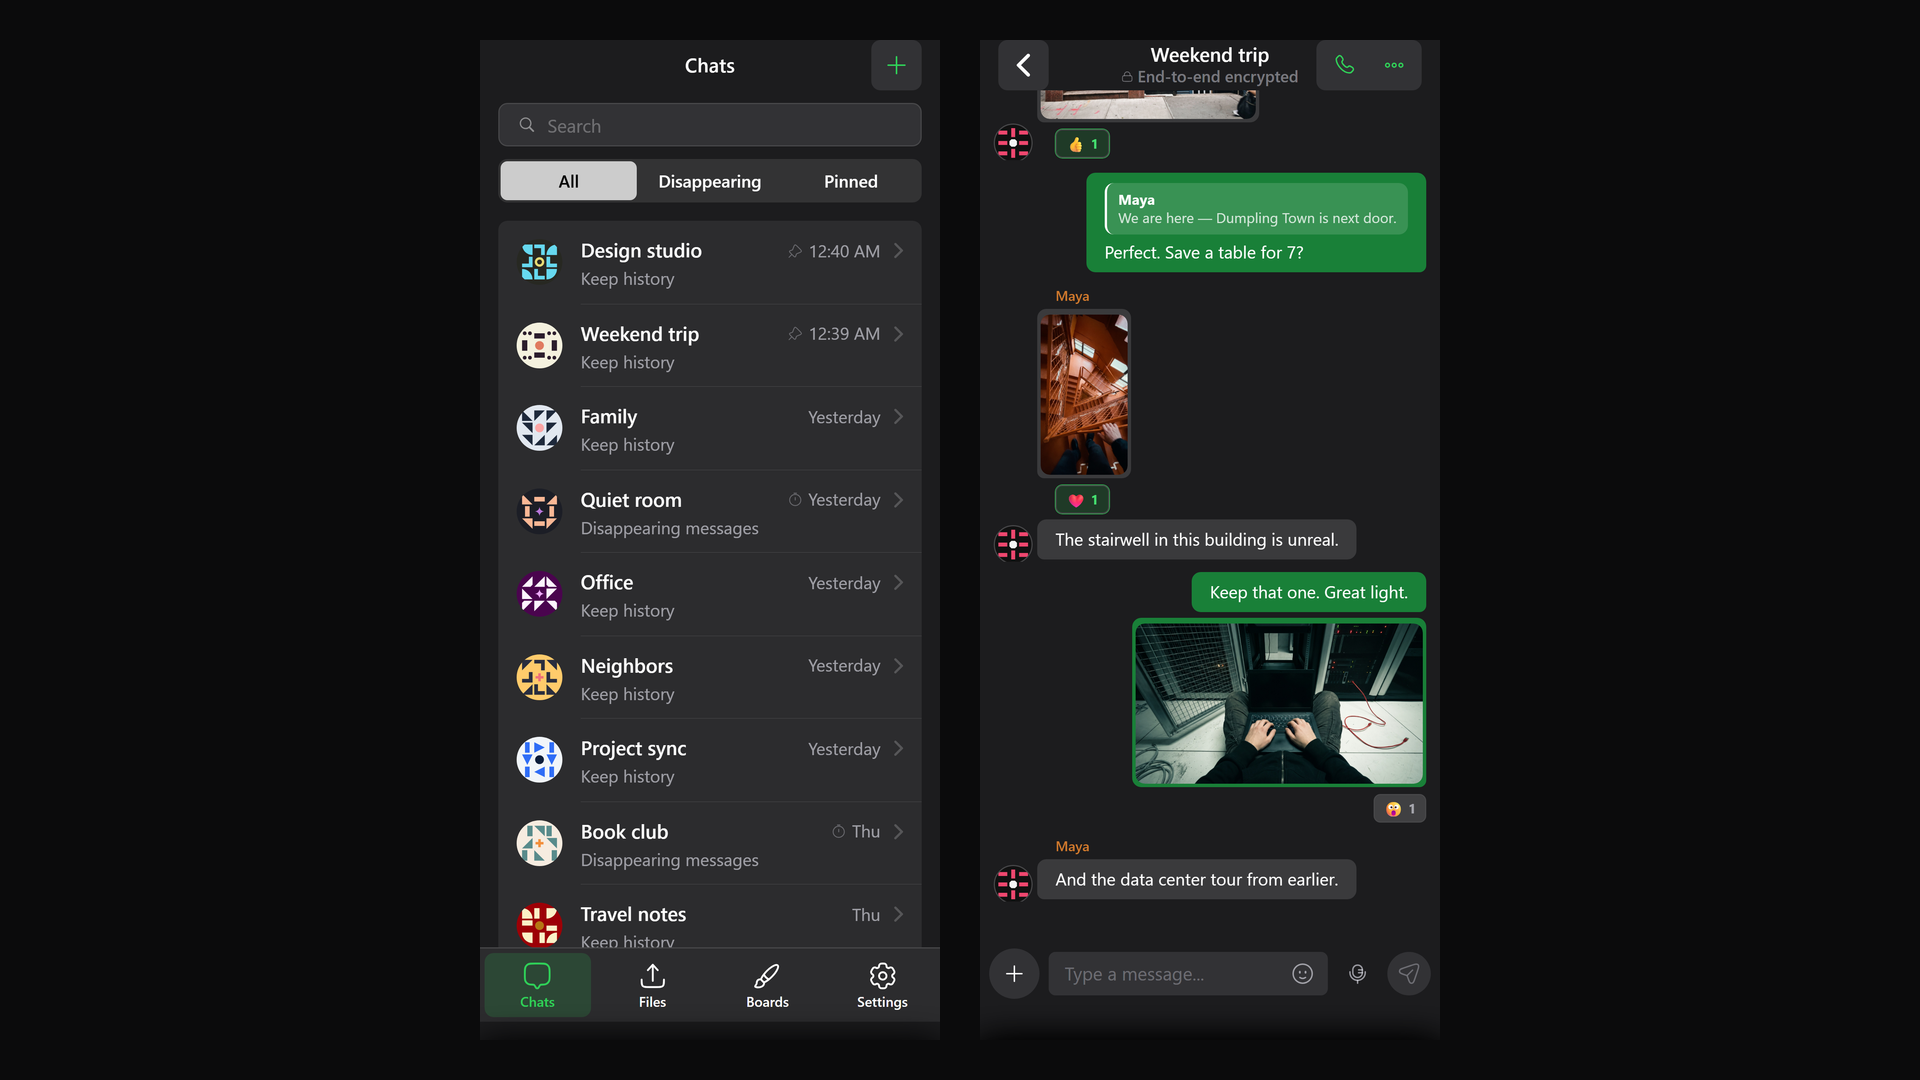 Chats
Search
All
Disappearing
Pinned
Design studio
12:40 AM
Keep history
Weekend trip
12:39 AM
Keep history
Family
Yesterday
Keep history
Quiet room
Yesterday
Disappearing messages
Office
Yesterday
Keep history
Neighbors
Yesterday
Keep history
Project sync
Yesterday
Keep history
Book club
Thu
Disappearing messages
Travel notes
Thu
Keep history
Chats
Files
Boards
Settings
Weekend trip
End-to-end encrypted
👍 1
Maya
We are here — Dumpling Town is next door.
Perfect. Save a table for 7?
Maya
❤️ 1
The stairwell in this building is unreal.
Keep that one. Great light.
😱 1
Maya
And the data center tour from earlier.
Type a message...